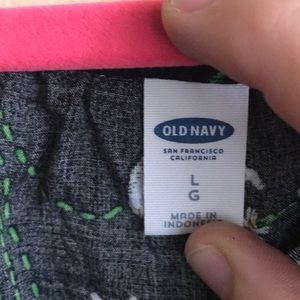 OLD NAVY
SAN FRANCISCO
CALIFORNIA
L
G
MADE IN
INDONESIA